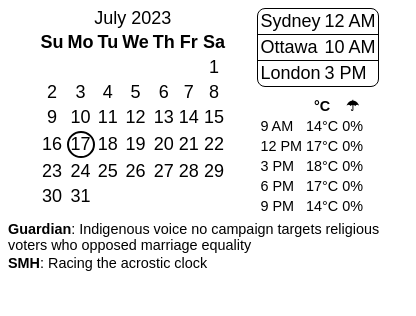 July 2023
Su Mo Tu We Th Fr Sa
1
2 3 4 5 6 7 8
9 10 11 12 13 14 15
16 17 18 19 20 21 22
23 24 25 26 27 28 29
30 31
Sydney 12 AM
Ottawa 10 AM
London 3 PM
°C ☂
9 AM 14°C 0%
12 PM 17°C 0%
3 PM 18°C 0%
6 PM 17°C 0%
9 PM 14°C 0%
Guardian: Indigenous voice no campaign targets religious
voters who opposed marriage equality
SMH: Racing the acrostic clock